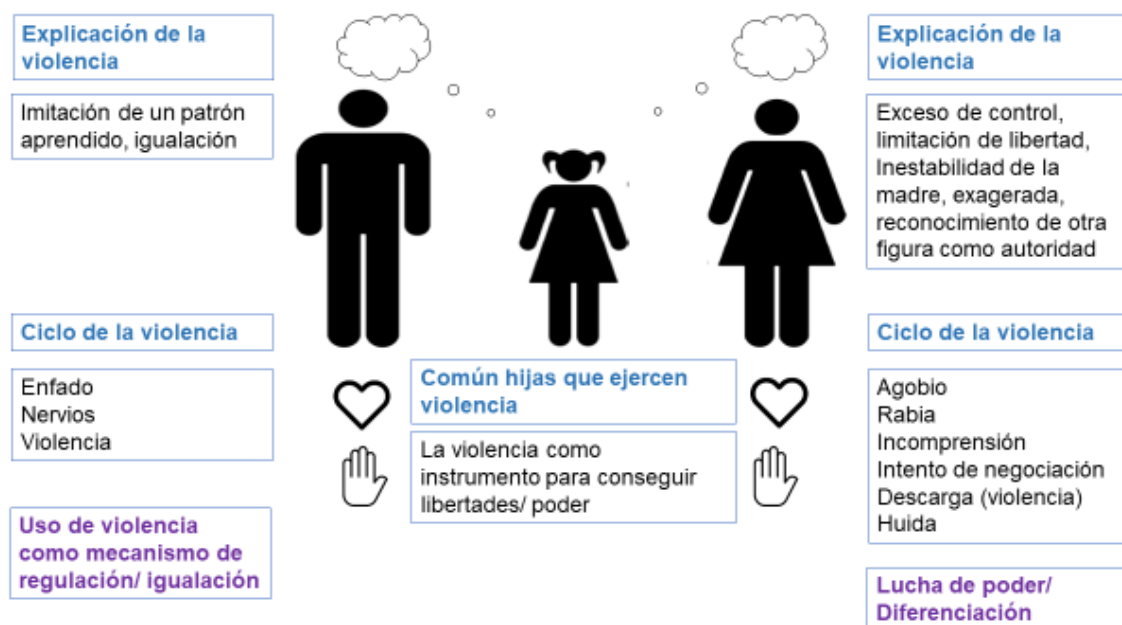 Explicación de la
violencia
Imitación de un patrón
aprendido, igualación
Ciclo de la violencia
Enfado
Nervios
Violencia
Uso de violencia
como mecanismo de
regulación/ igualación
Común hijas que ejercen
violencia
La violencia como
instrumento para conseguir
libertades/ poder
Explicación de la
violencia
Exceso de control,
limitación de libertad,
Inestabilidad de la
madre, exagerada,
reconocimiento de otra
figura como autoridad
Ciclo de la violencia
Agobio
Rabia
Incomprensión
Intento de negociación
Descarga (violencia)
Huida
Lucha de poder/
Diferenciación